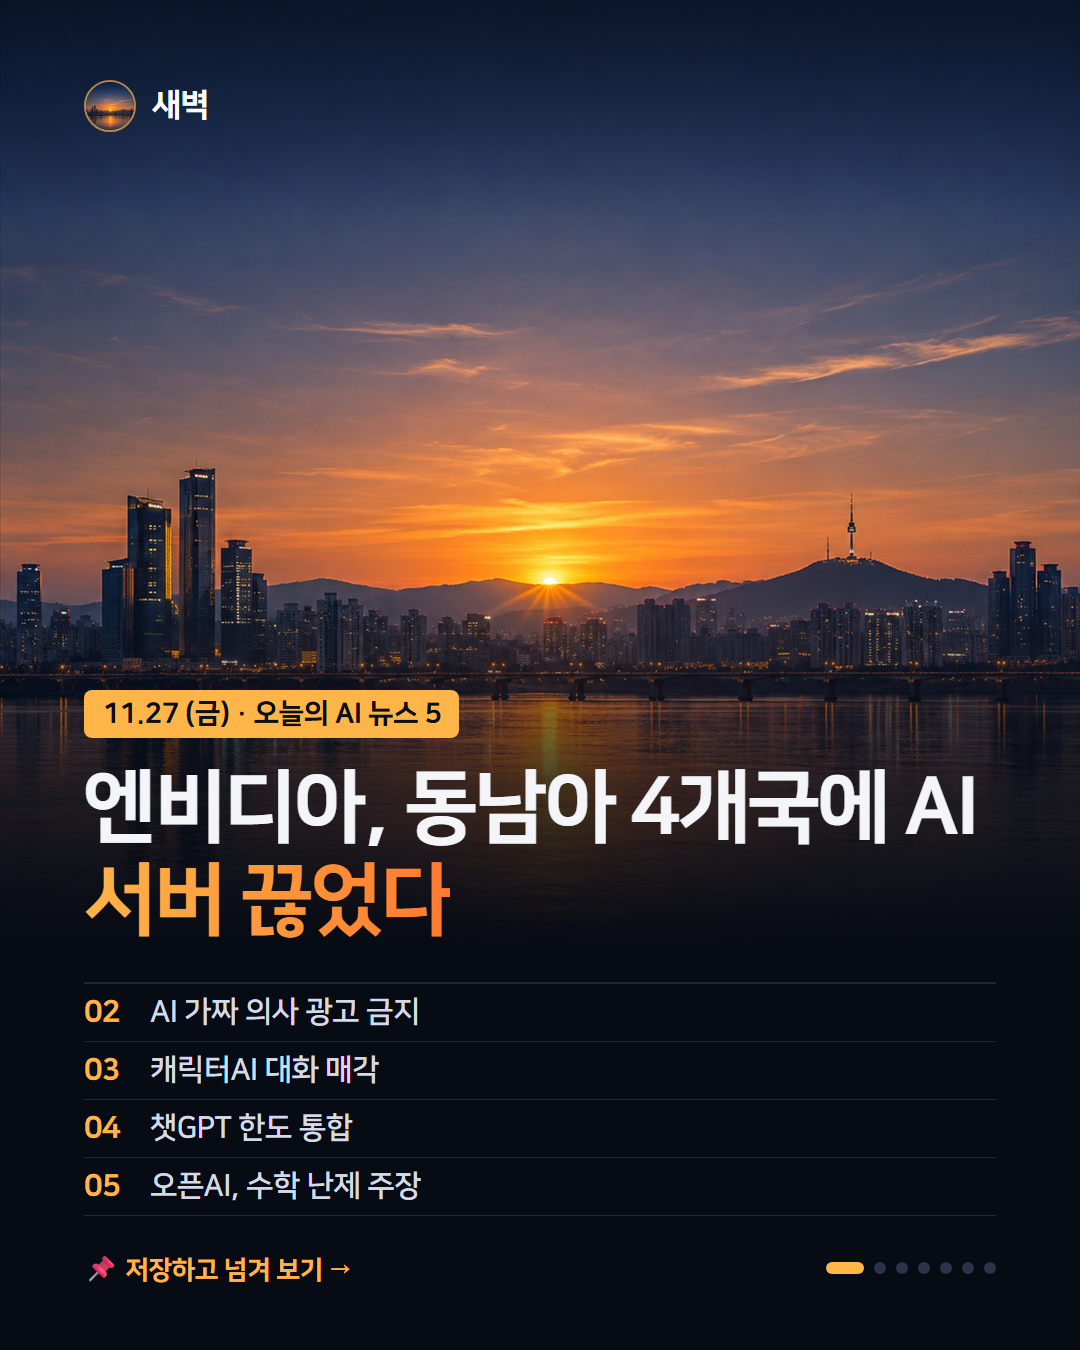 새벽
11.27 (금) · 오늘의 AI 뉴스 5
엔비디아, 동남아 4개국에 AI
서버 끊었다
02 AI 가짜 의사 광고 금지
03 캐릭터AI 대화 매각
04 챗GPT 한도 통합
05 오픈AI, 수학 난제 주장
📌 저장하고 넘겨 보기 →